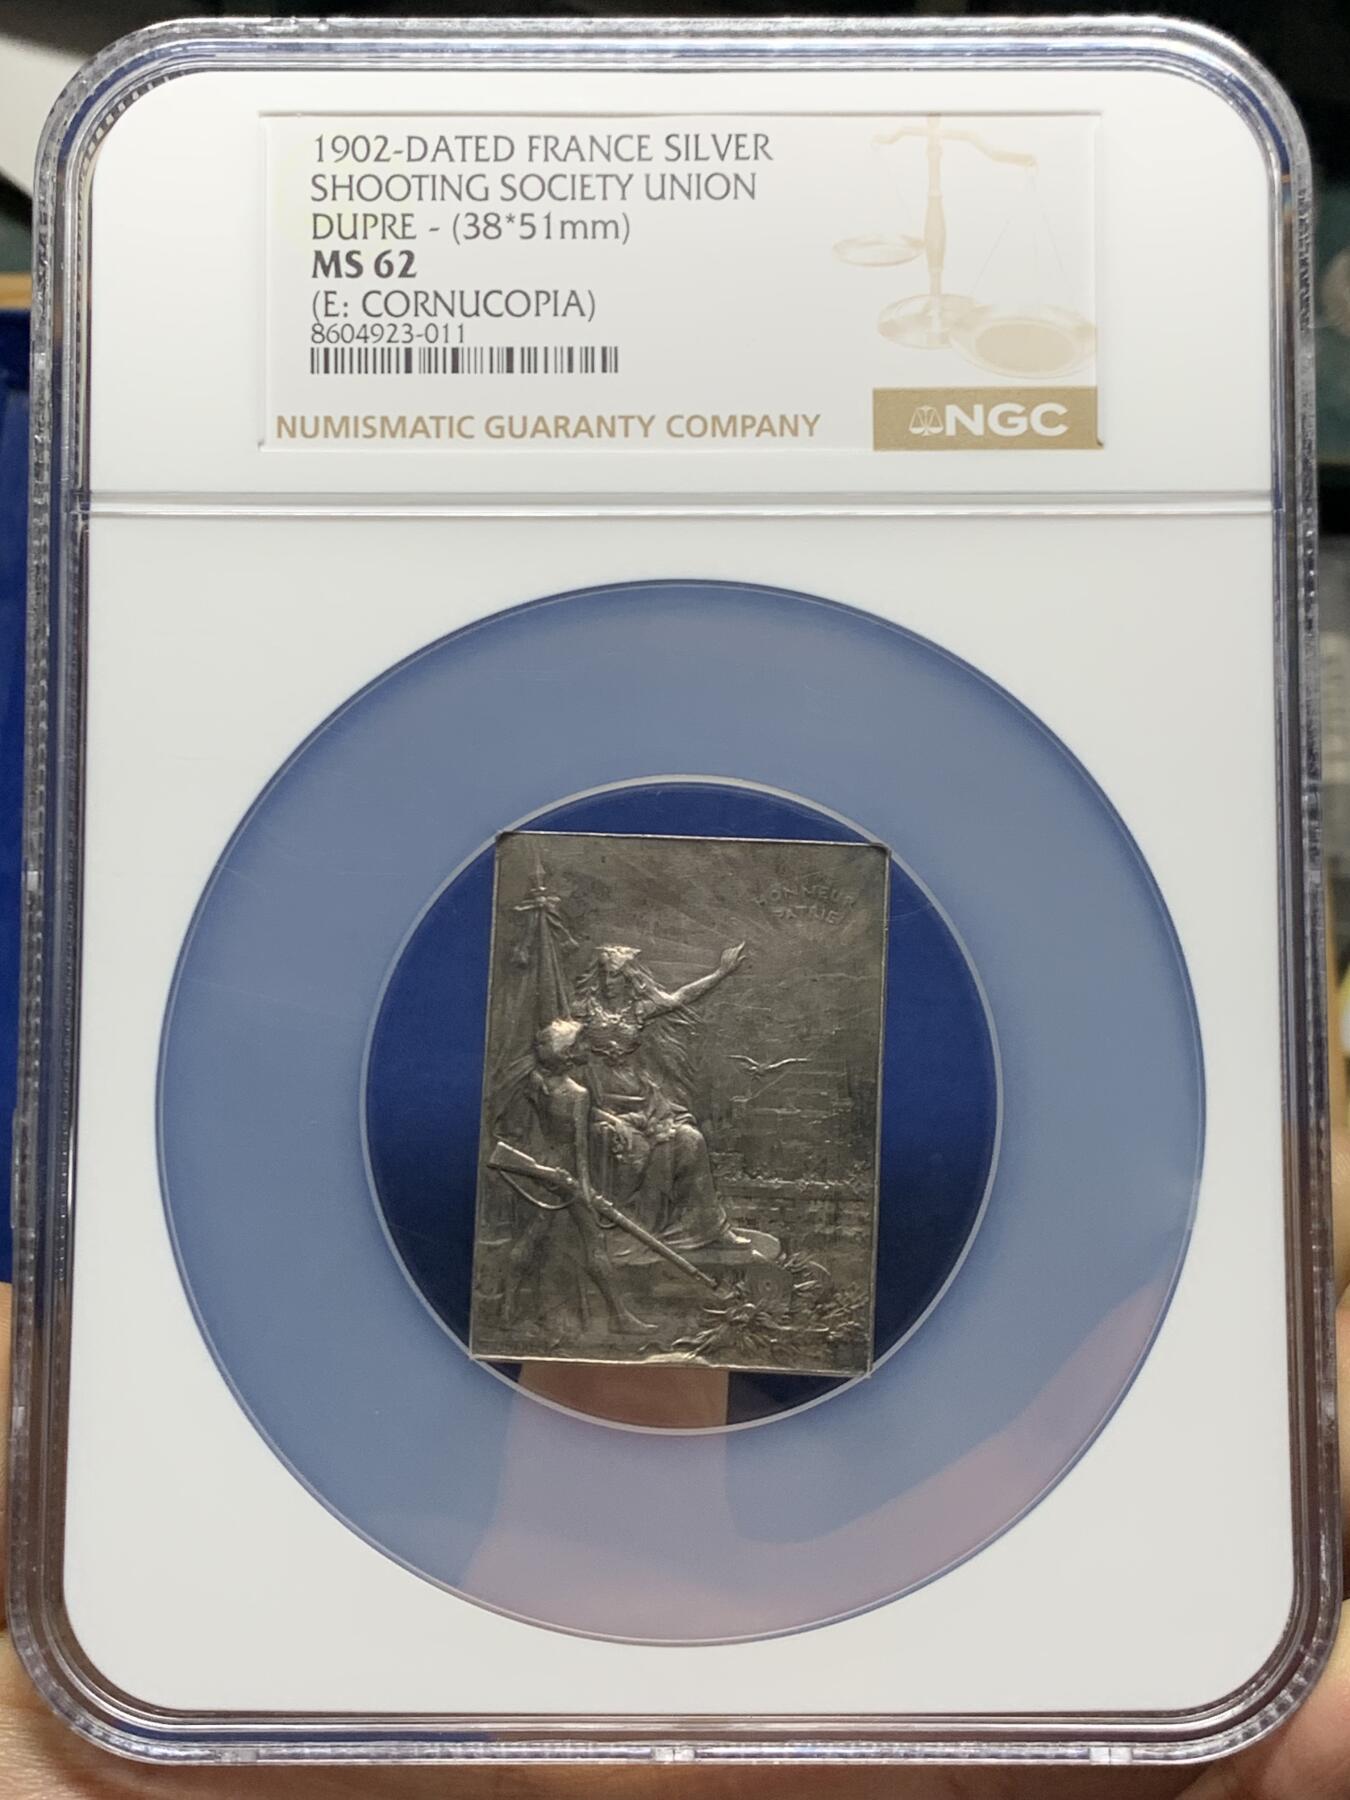 1902-DATED FRANCE SILVER
SHOOTING SOCIETY UNION
DUPRE - (38*51mm)
MS 62
(E: CORNUCOPIA)
8604923-011
NUMISMATIC GUARANTY COMPANY
NGC
HONNEUR
PATRIE